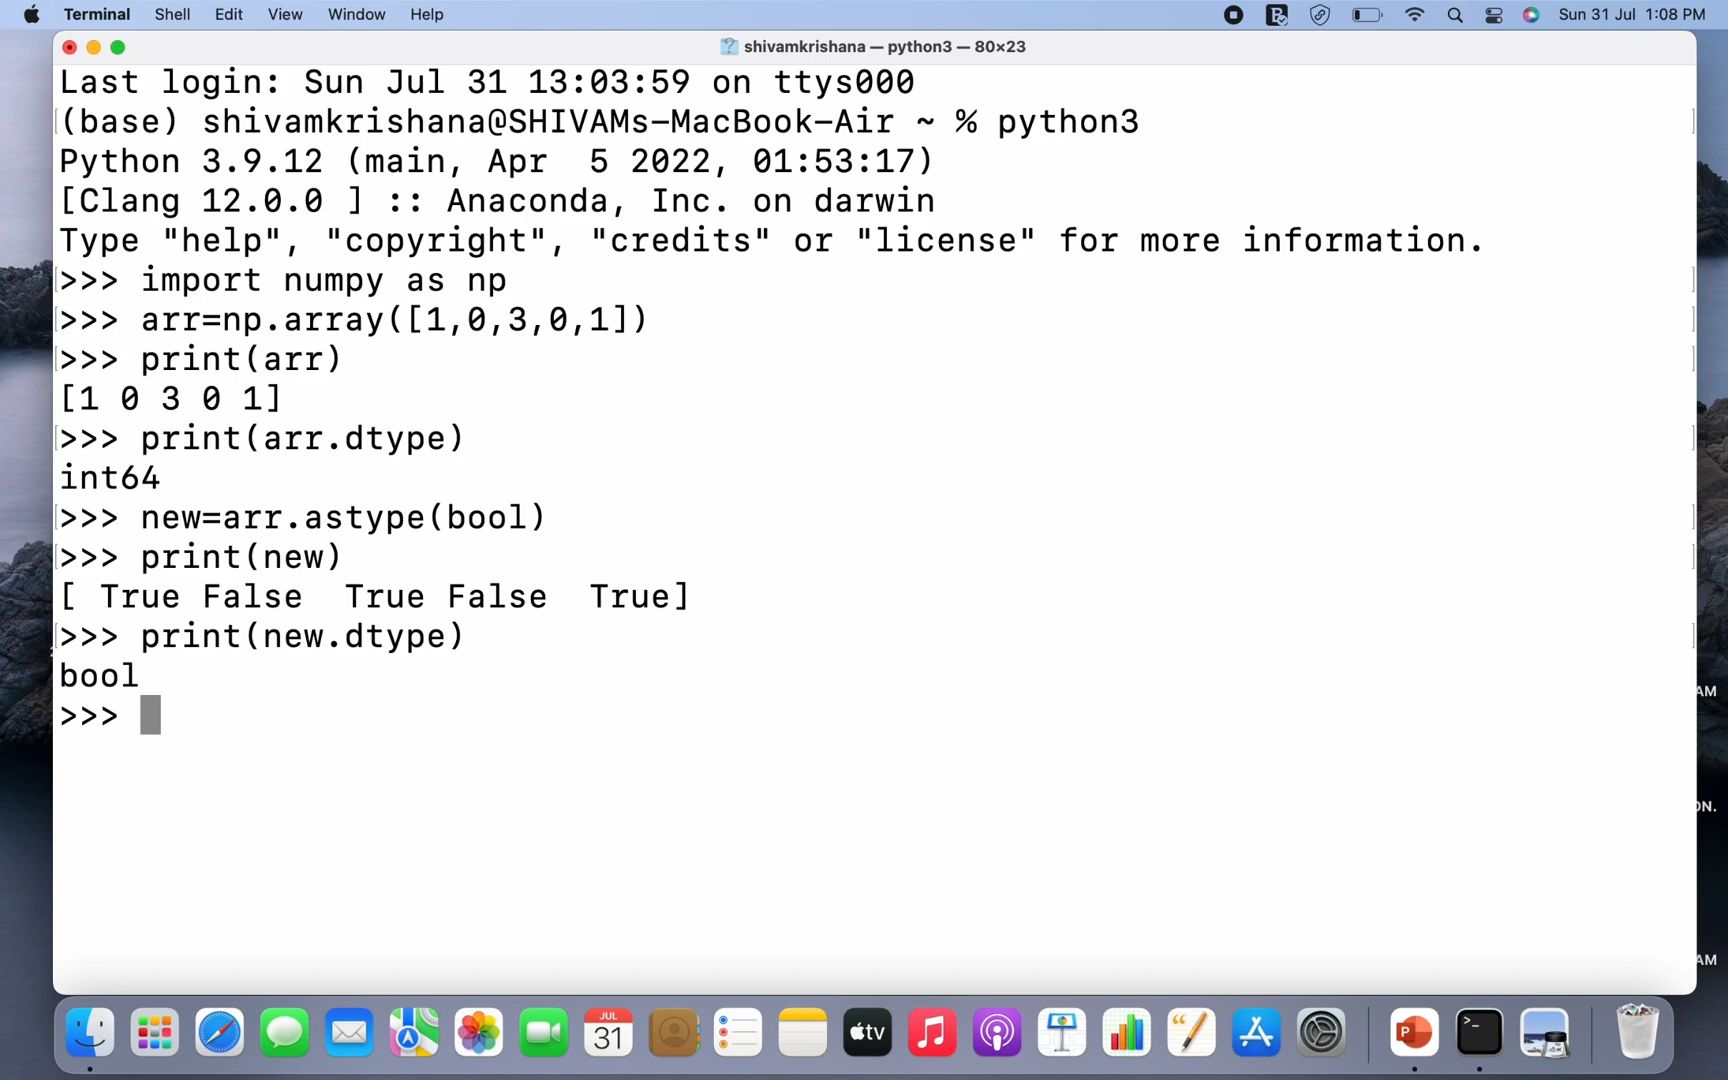 Terminal Shell Edit View Window Help Sun 31 Jul 1:08 PM
shivamkrishana — python3 — 80×23
Last login: Sun Jul 31 13:03:59 on ttys000
(base) shivamkrishana@SHIVAMs-MacBook-Air ~ % python3
Python 3.9.12 (main, Apr  5 2022, 01:53:17)
[Clang 12.0.0 ] :: Anaconda, Inc. on darwin
Type "help", "copyright", "credits" or "license" for more information.
>>> import numpy as np
>>> arr=np.array([1,0,3,0,1])
>>> print(arr)
[1 0 3 0 1]
>>> print(arr.dtype)
int64
>>> new=arr.astype(bool)
>>> print(new)
[ True False  True False  True]
>>> print(new.dtype)
bool
>>>
AM
ON.
AM
JUL
31
tv
P
>_